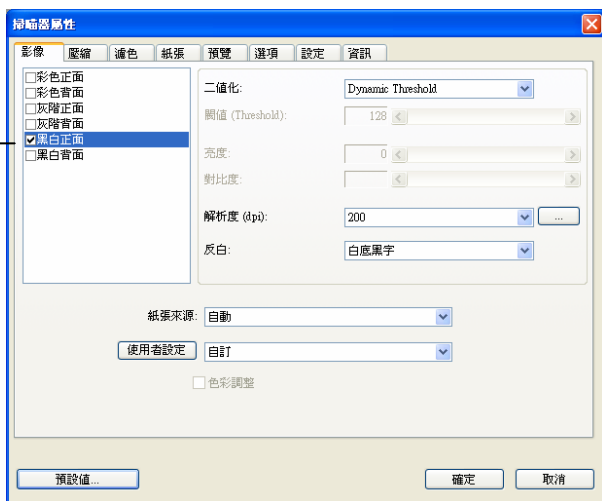 掃瞄器屬性
影像 壓縮 濾色 紙張 預覽 選項 設定 資訊
彩色正面
彩色背面
灰階正面
灰階背面
黑白正面
黑白背面
二值化: Dynamic Threshold
閥值 (Threshold): 128
亮度: 0
對比度:
解析度 (dpi): 200 ...
反白: 白底黑字
紙張來源: 自動
使用者設定 自訂
色彩調整
預設值... 確定 取消